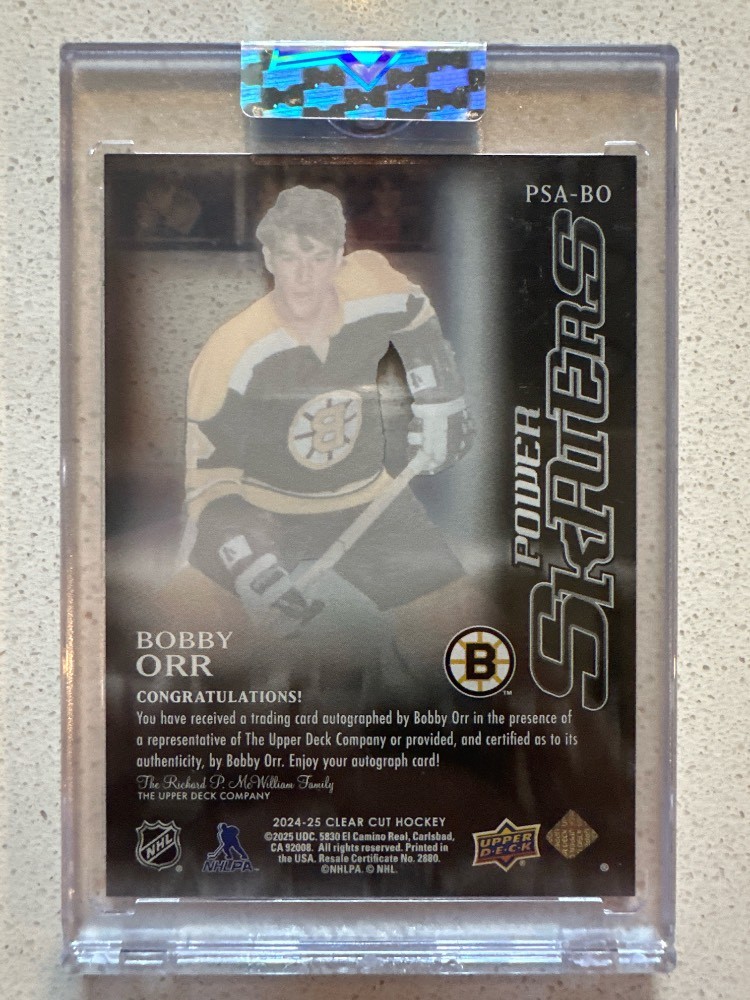 PSA-BO
POWER
SKATERS
BOBBY
ORR
B
TM
CONGRATULATIONS!
You have received a trading card autographed by Bobby Orr in the presence of
a representative of The Upper Deck Company or provided, and certified as to its
authenticity, by Bobby Orr. Enjoy your autograph card!
The Richard P. McWilliam Family
THE UPPER DECK COMPANY
2024-25 CLEAR CUT HOCKEY
©2025 UDC. 5830 El Camino Real, Carlsbad,
CA 92008. All rights reserved. Printed in
the USA. Resale Certificate No. 2880.
©NHLPA. © NHL.
NHL
NHLPA
UPPER
D·E·C·K
®